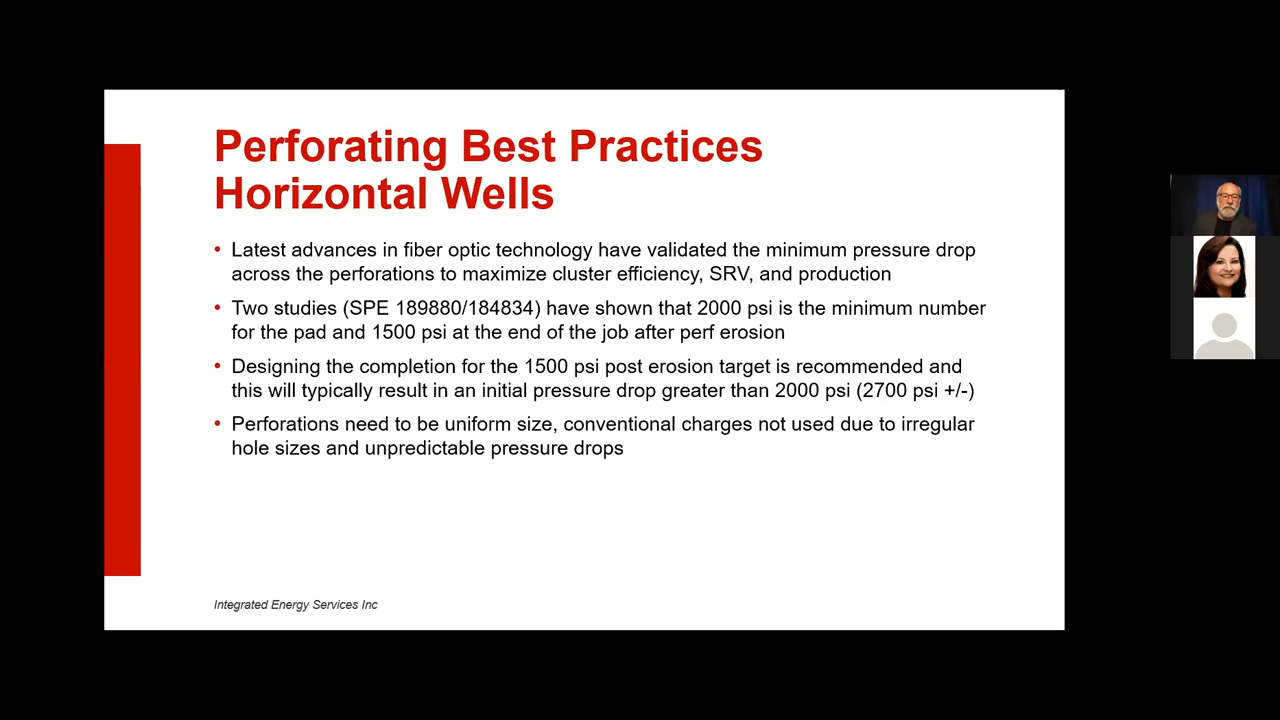 Perforating Best Practices
Horizontal Wells
• Latest advances in fiber optic technology have validated the minimum pressure drop
across the perforations to maximize cluster efficiency, SRV, and production
• Two studies (SPE 189880/184834) have shown that 2000 psi is the minimum number
for the pad and 1500 psi at the end of the job after perf erosion
• Designing the completion for the 1500 psi post erosion target is recommended and
this will typically result in an initial pressure drop greater than 2000 psi (2700 psi +/-)
• Perforations need to be uniform size, conventional charges not used due to irregular
hole sizes and unpredictable pressure drops
Integrated Energy Services Inc